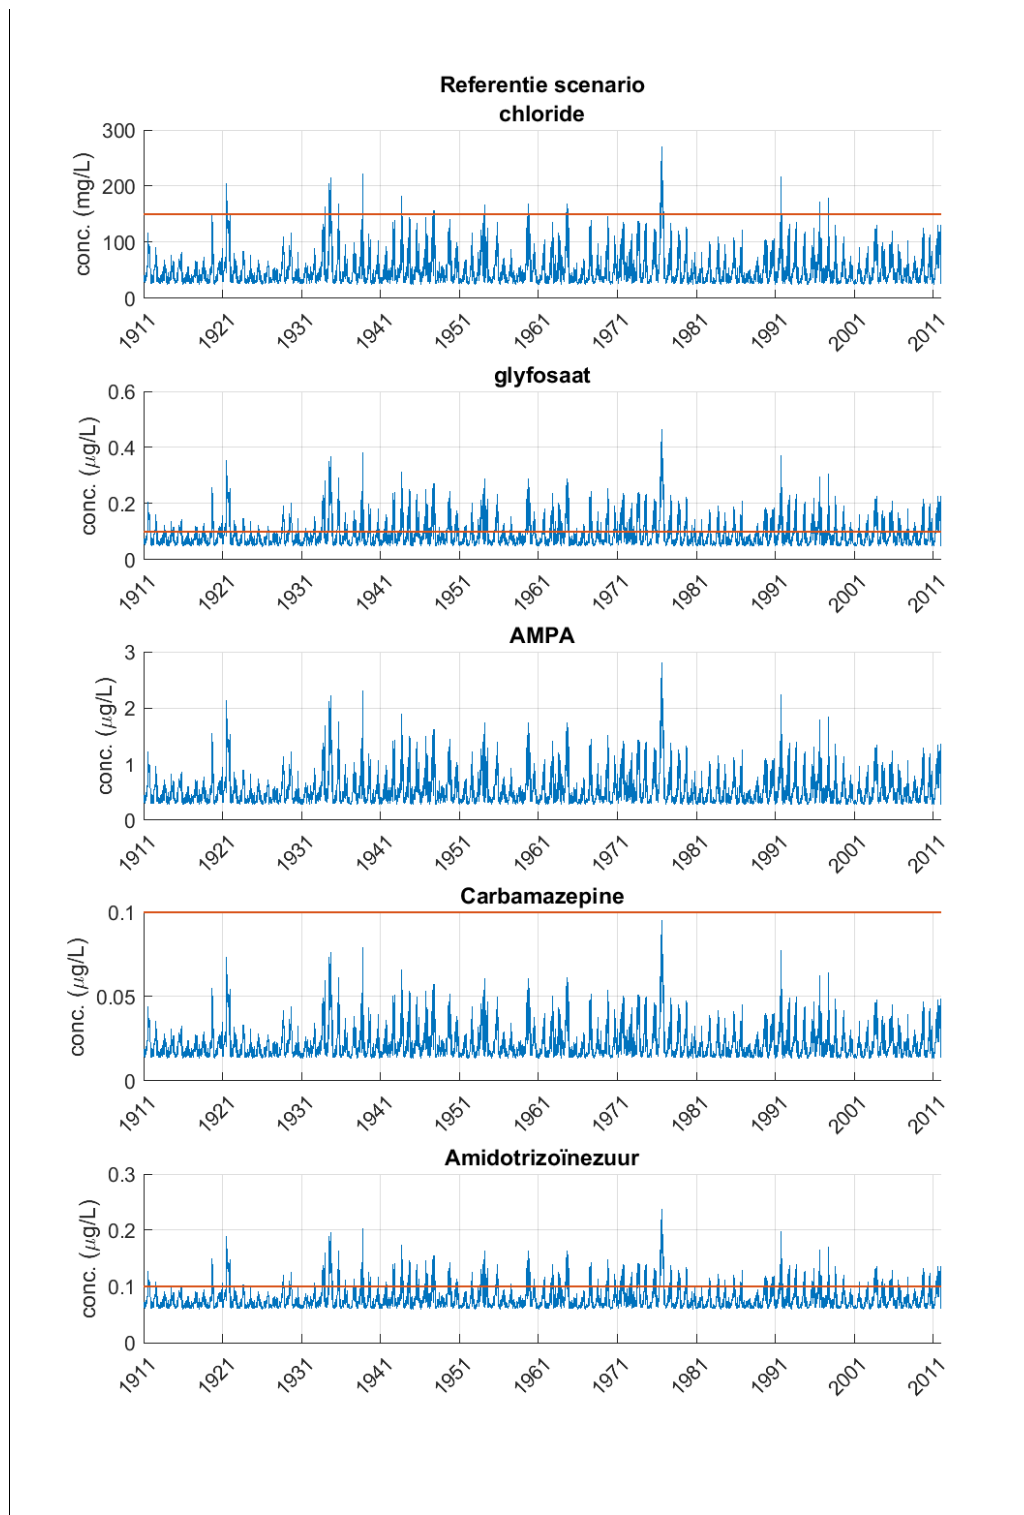 Referentie scenario
chloride
conc. (mg/L)
300
200
100
0
1911 1921 1931 1941 1951 1961 1971 1981 1991 2001 2011
glyfosaat
conc. (μg/L)
0.6
0.4
0.2
0
1911 1921 1931 1941 1951 1961 1971 1981 1991 2001 2011
AMPA
conc. (μg/L)
3
2
1
0
1911 1921 1931 1941 1951 1961 1971 1981 1991 2001 2011
Carbamazepine
conc. (μg/L)
0.1
0.05
0
1911 1921 1931 1941 1951 1961 1971 1981 1991 2001 2011
Amidotrizoïnezuur
conc. (μg/L)
0.3
0.2
0.1
0
1911 1921 1931 1941 1951 1961 1971 1981 1991 2001 2011